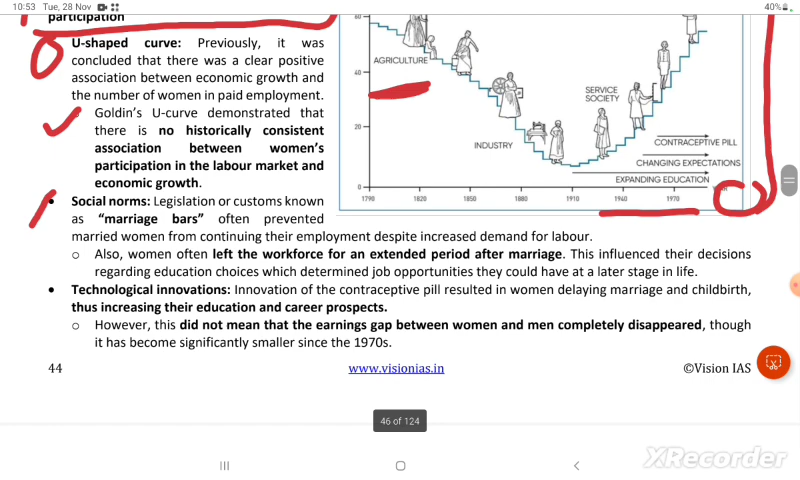 10:53 Tue, 28 Nov
40%
participation
U-shaped curve: Previously, it was
concluded that there was a clear positive
association between economic growth and
the number of women in paid employment.
Goldin's U-curve demonstrated that
there is no historically consistent
association between women's
participation in the labour market and
economic growth.
60
AGRICULTURE
40
SERVICE
SOCIETY
20
INDUSTRY
CONTRACEPTIVE PILL
CHANGING EXPECTATIONS
EXPANDING EDUCATION
0
1790 1820 1850 1880 1910 1940 1970
• Social norms: Legislation or customs known
as "marriage bars" often prevented
married women from continuing their employment despite increased demand for labour.
o Also, women often left the workforce for an extended period after marriage. This influenced their decisions
regarding education choices which determined job opportunities they could have at a later stage in life.
• Technological innovations: Innovation of the contraceptive pill resulted in women delaying marriage and childbirth,
thus increasing their education and career prospects.
o However, this did not mean that the earnings gap between women and men completely disappeared, though
it has become significantly smaller since the 1970s.
44 www.visionias.in ©Vision IAS
46 of 124
XRecorder